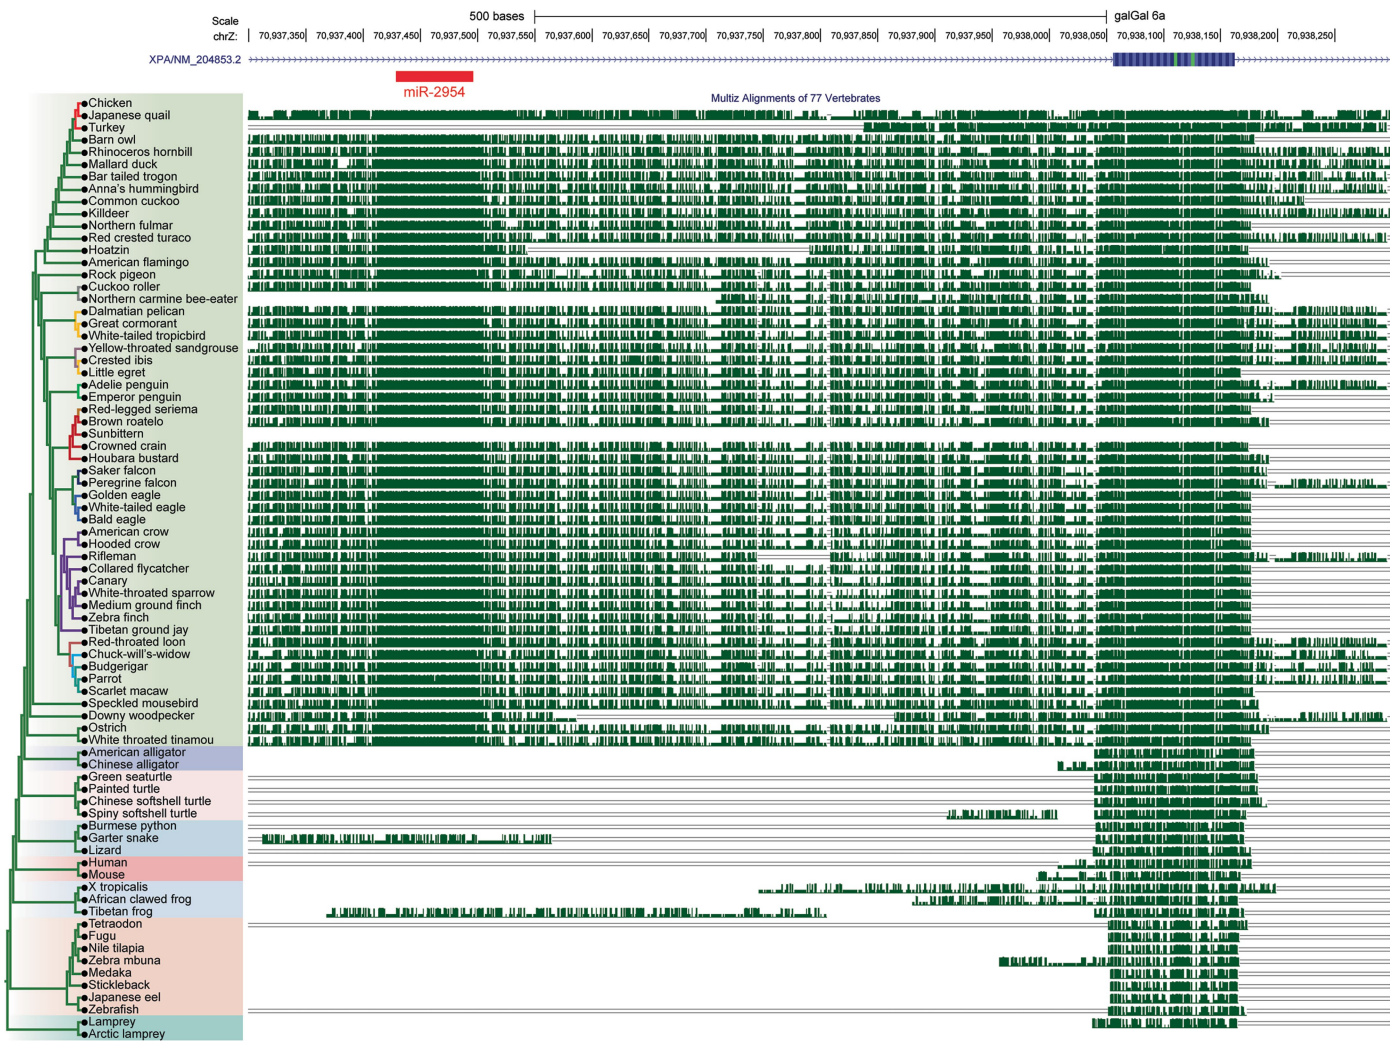 Scale
500 bases
galGal 6a
chrZ:
70,937,350
70,937,400
70,937,450
70,937,500
70,937,550
70,937,600
70,937,650
70,937,700
70,937,750
70,937,800
70,937,850
70,937,900
70,937,950
70,938,000
70,938,050
70,938,100
70,938,150
70,938,200
70,938,250
XPA/NM_204853.2
miR-2954
Multiz Alignments of 77 Vertebrates
Chicken
Japanese quail
Turkey
Barn owl
Rhinoceros hornbill
Mallard duck
Bar tailed trogon
Anna's hummingbird
Common cuckoo
Killdeer
Northern fulmar
Red crested turaco
Hoatzin
American flamingo
Rock pigeon
Cuckoo roller
Northern carmine bee-eater
Dalmatian pelican
Great cormorant
White-tailed tropicbird
Yellow-throated sandgrouse
Crested ibis
Little egret
Adelie penguin
Emperor penguin
Red-legged seriema
Brown roatelo
Sunbittern
Crowned crain
Houbara bustard
Saker falcon
Peregrine falcon
Golden eagle
White-tailed eagle
Bald eagle
American crow
Hooded crow
Rifleman
Collared flycatcher
Canary
White-throated sparrow
Medium ground finch
Zebra finch
Tibetan ground jay
Red-throated loon
Chuck-will's-widow
Budgerigar
Parrot
Scarlet macaw
Speckled mousebird
Downy woodpecker
Ostrich
White throated tinamou
American alligator
Chinese alligator
Green seaturtle
Painted turtle
Chinese softshell turtle
Spiny softshell turtle
Burmese python
Garter snake
Lizard
Human
Mouse
X tropicalis
African clawed frog
Tibetan frog
Tetraodon
Fugu
Nile tilapia
Zebra mbuna
Medaka
Stickleback
Japanese eel
Zebrafish
Lamprey
Arctic lamprey